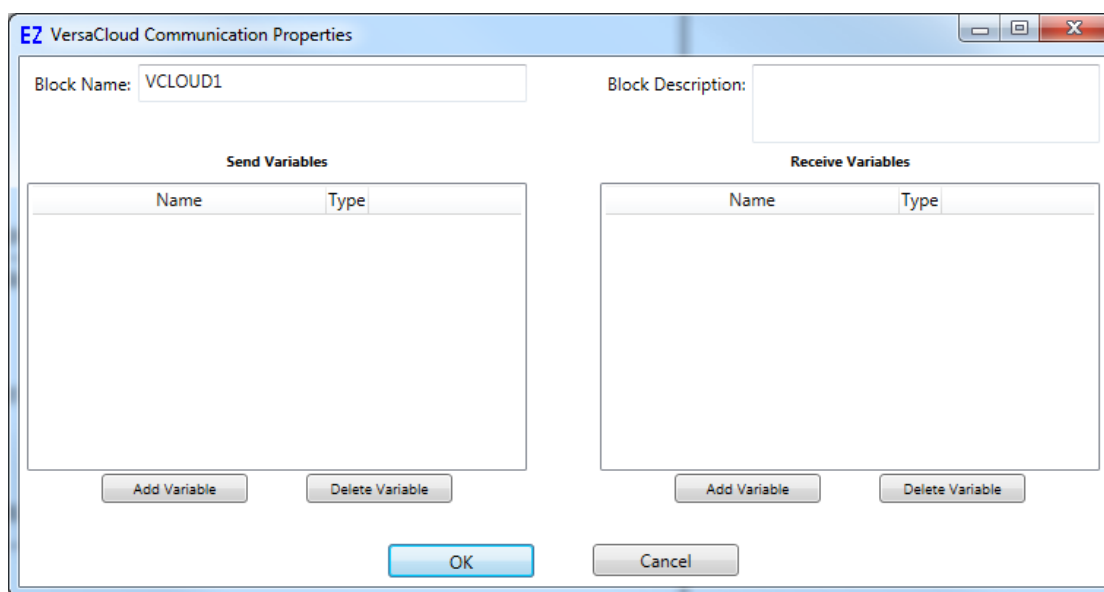 EZ VersaCloud Communication Properties
Block Name: VCLOUD1 Block Description:
Send Variables Receive Variables
Name Type Name Type
Add Variable Delete Variable Add Variable Delete Variable
OK Cancel